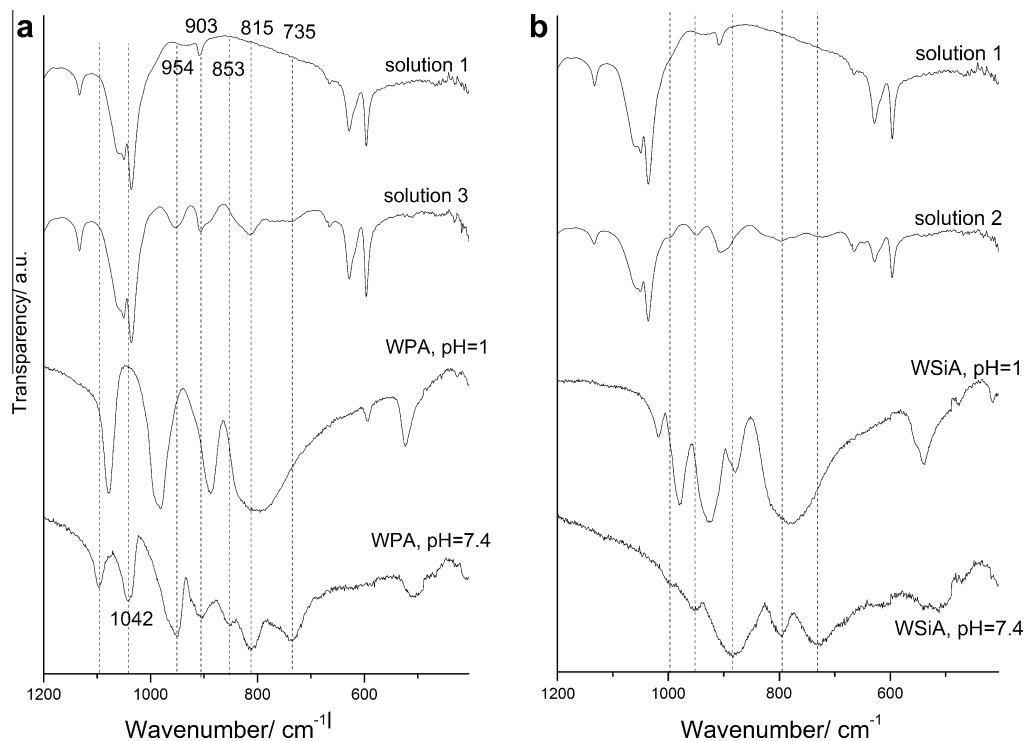 a
903
815
735
954
853
solution 1
solution 3
WPA, pH=1
WPA, pH=7.4
1042
Transparency/ a.u.
1200
1000
800
600
Wavenumber/ cm⁻¹|
b
solution 1
solution 2
WSiA, pH=1
WSiA, pH=7.4
1200
1000
800
600
Wavenumber/ cm⁻¹